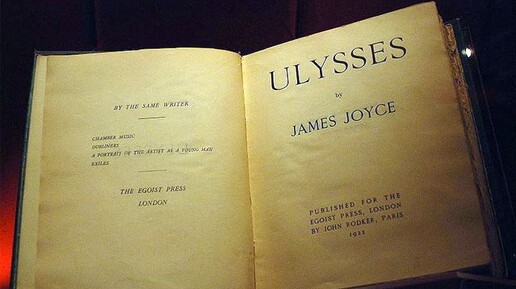 BY THE SAME WRITER
CHAMBER MUSIC
DUBLINERS
A PORTRAIT OF THE ARTIST AS A YOUNG MAN
EXILES
THE EGOIST PRESS
LONDON
ULYSSES
by
JAMES JOYCE
PUBLISHED FOR THE
EGOIST PRESS, LONDON
BY JOHN RODKER, PARIS
1922